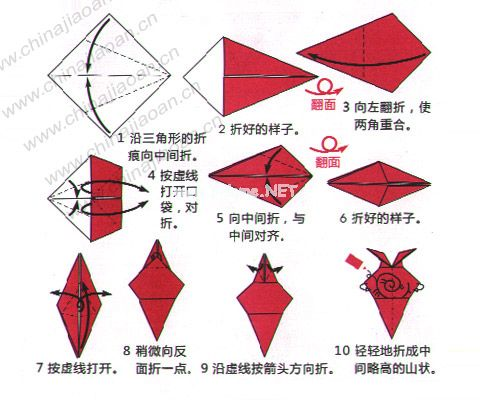 www.chinajiaoan.cn
www.chinajiaoan.cn
1 沿三角形的折
痕向中间折。
2 折好的样子。
翻面
3 向左翻折，使
两角重合。
4 按虚线
打开口
袋，对
折。
翻面
5 向中间折，与
中间对齐。
6 折好的样子。
7 按虚线打开。
8 稍微向反
面折一点。
9 沿虚线按箭头方向折。
10 轻轻地折成中
间略高的山状。